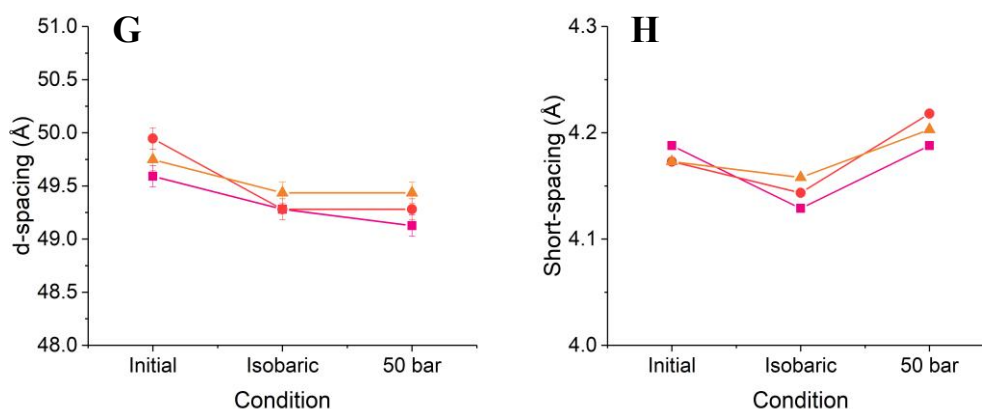 G
51.0
50.5
50.0
49.5
49.0
48.5
48.0
d-spacing (Å)
Initial Isobaric 50 bar
Condition
H
4.3
4.2
4.1
4.0
Short-spacing (Å)
Initial Isobaric 50 bar
Condition